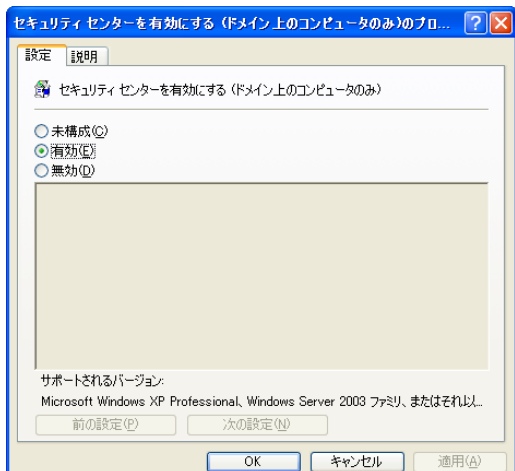 セキュリティ センターを有効にする (ドメイン上のコンピュータのみ)のプロ...
設定 説明
セキュリティ センターを有効にする (ドメイン上のコンピュータのみ)
未構成(C)
有効(E)
無効(D)
サポートされるバージョン:
Microsoft Windows XP Professional、Windows Server 2003 ファミリ、またはそれ以...
前の設定(P) 次の設定(N)
OK キャンセル 適用(A)